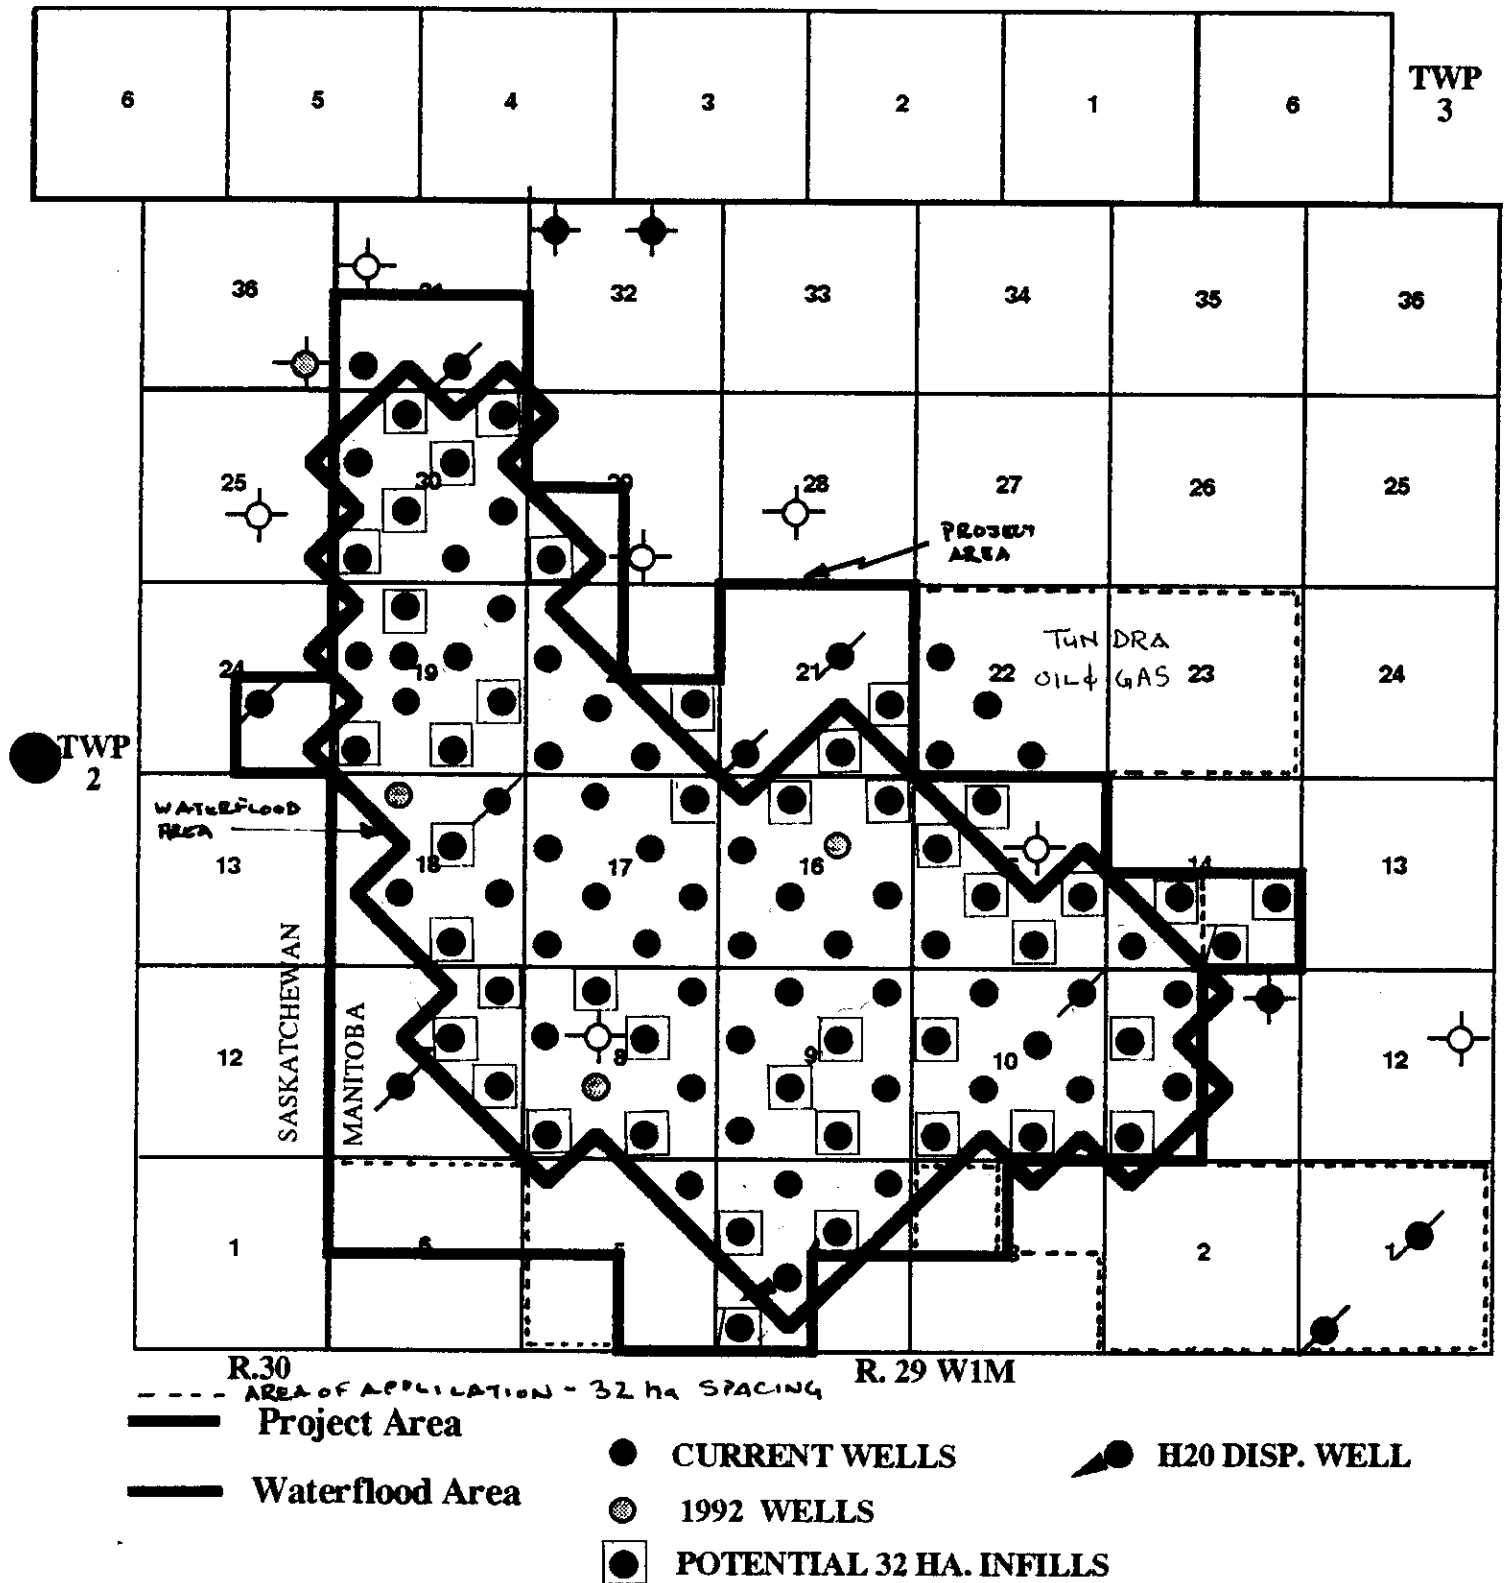 6 5 4 3 2 1 6 TWP
3
36 31 32 33 34 35 36
25 30 29 28 27 26 25
PROJECT
AREA
TUNDRA
OIL & GAS
24 19 21 22 23 24
TWP
2
WATERFLOOD
AREA
13 18 17 16 14 13
SASKATCHEWAN
MANITOBA
12 8 9 10 12
1 6 2 1
R.30 R. 29 W1M
---- AREA OF APPLICATION - 32 ha SPACING
Project Area
CURRENT WELLS H20 DISP. WELL
Waterflood Area
1992 WELLS
POTENTIAL 32 HA. INFILLS